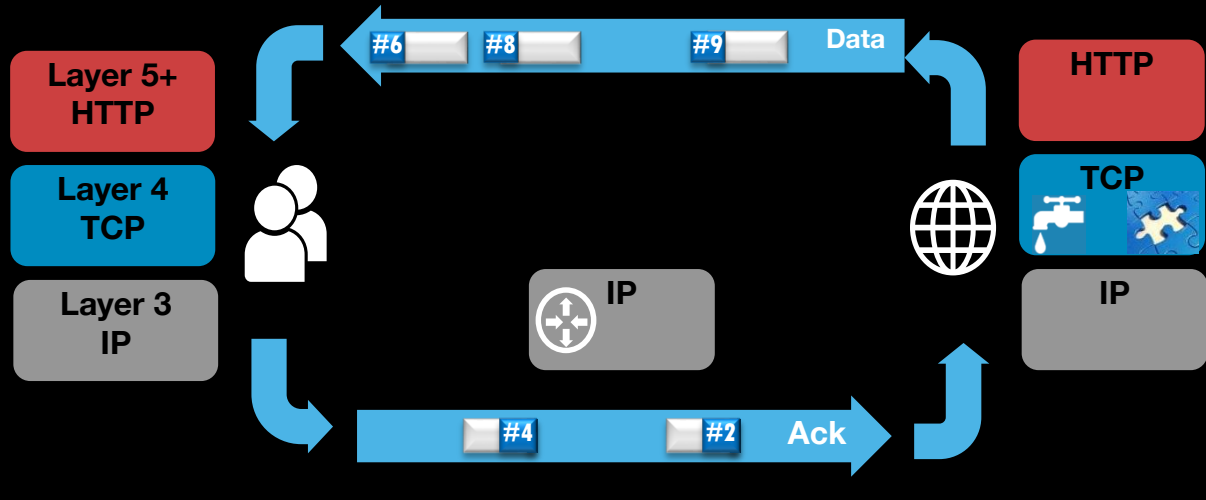 #6
#8
#9
Data
Layer 5+
HTTP
Layer 4
TCP
Layer 3
IP
IP
HTTP
TCP
IP
#4
#2
Ack